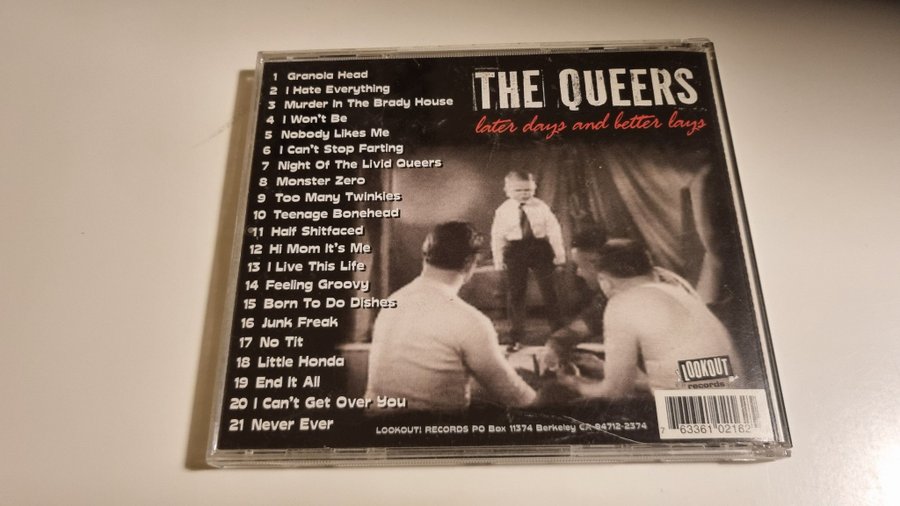 1 Granola Head
2 I Hate Everything
3 Murder In The Brady House
4 I Won't Be
5 Nobody Likes Me
6 I Can't Stop Farting
7 Night Of The Livid Queers
8 Monster Zero
9 Too Many Twinkies
10 Teenage Bonehead
11 Half Shitfaced
12 Hi Mom It's Me
13 I Live This Life
14 Feeling Groovy
15 Born To Do Dishes
16 Junk Freak
17 No Tit
18 Little Honda
19 End It All
20 I Can't Get Over You
21 Never Ever
THE QUEERS
later days and better lays
LOOKOUT
records
LOOKOUT! RECORDS PO Box 11374 Berkeley CA 94712-2374
7 63361 02162